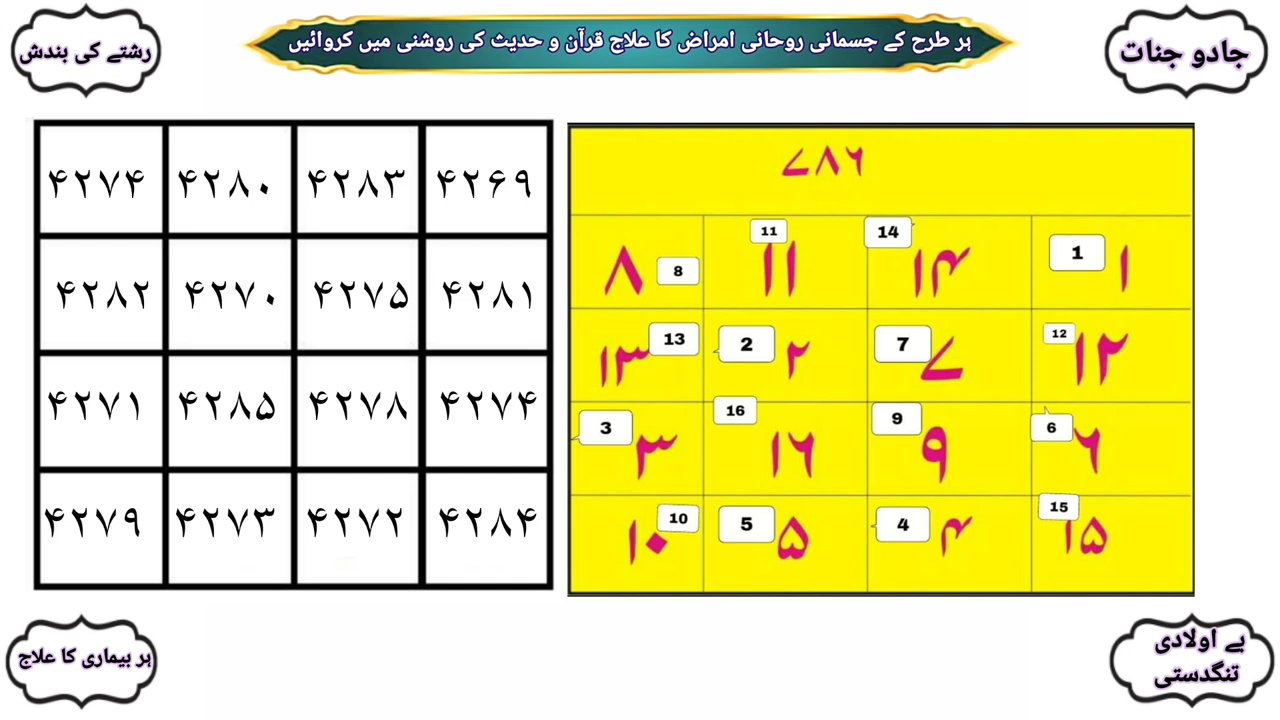 رشتے کی بندش
ہر طرح کے جسمانی روحانی امراض کا علاج قرآن و حدیث کی روشنی میں کروائیں
جادو جنات
۴۲۷۴ ۴۲۸۰ ۴۲۸۳ ۴۲۶۹
۴۲۸۲ ۴۲۷۰ ۴۲۷۵ ۴۲۸۱
۴۲۷۱ ۴۲۸۵ ۴۲۷۸ ۴۲۷۴
۴۲۷۹ ۴۲۷۳ ۴۲۷۲ ۴۲۸۴
۷۸۶
۸ 8 ۱۱ 11 ۱۴ 14 ۱ 1
۱۳ 13 ۲ 2 ۷ 7 ۱۲ 12
۳ 3 ۱۶ 16 ۹ 9 ۶ 6
۱۰ 10 ۵ 5 ۴ 4 ۱۵ 15
ہر بیماری کا علاج
بے اولادی
تنگدستی